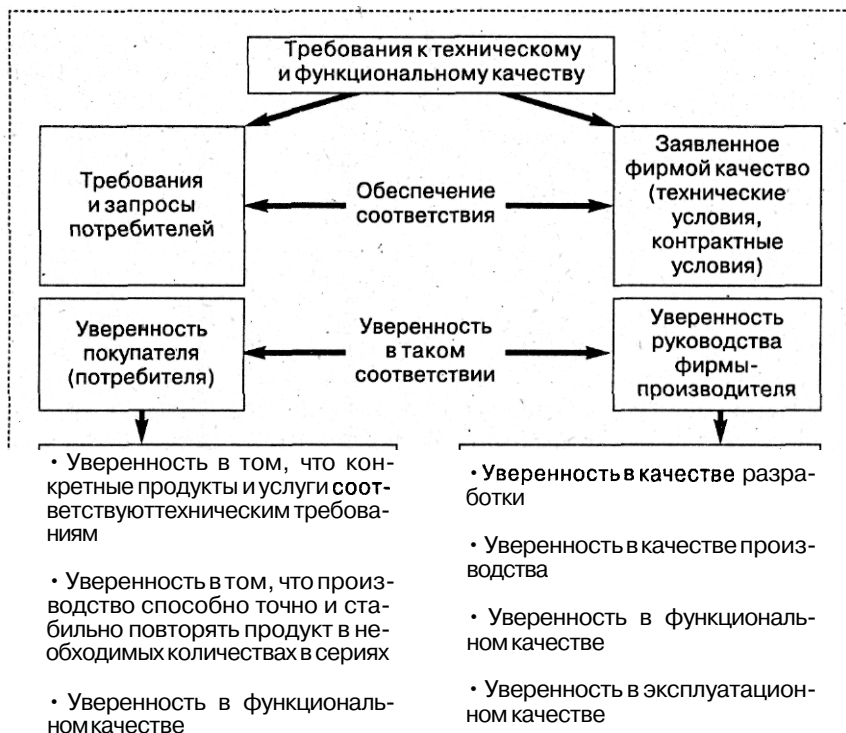 Требования к техническому
и функциональному качеству
Требования
и запросы
потребителей
Обеспечение
соответствия
Заявленное
фирмой качество
(технические
условия,
контрактные
условия)
Уверенность
покупателя
(потребителя)
Уверенность
в таком
соответствии
Уверенность
руководства
фирмы-
производителя
· Уверенность в том, что кон-
кретные продукты и услуги соот-
ветствуюттехническим требова-
ниям
· Уверенность в том, что произ-
водство способно точно и ста-
бильно повторять продукт в не-
обходимых количествах в сериях
· Уверенность в функциональ-
ном качестве
· Уверенность в качестве разра-
ботки
· Уверенность в качестве произ-
водства
· Уверенность в функциональ-
ном качестве
· Уверенность в эксплуатацион-
ном качестве